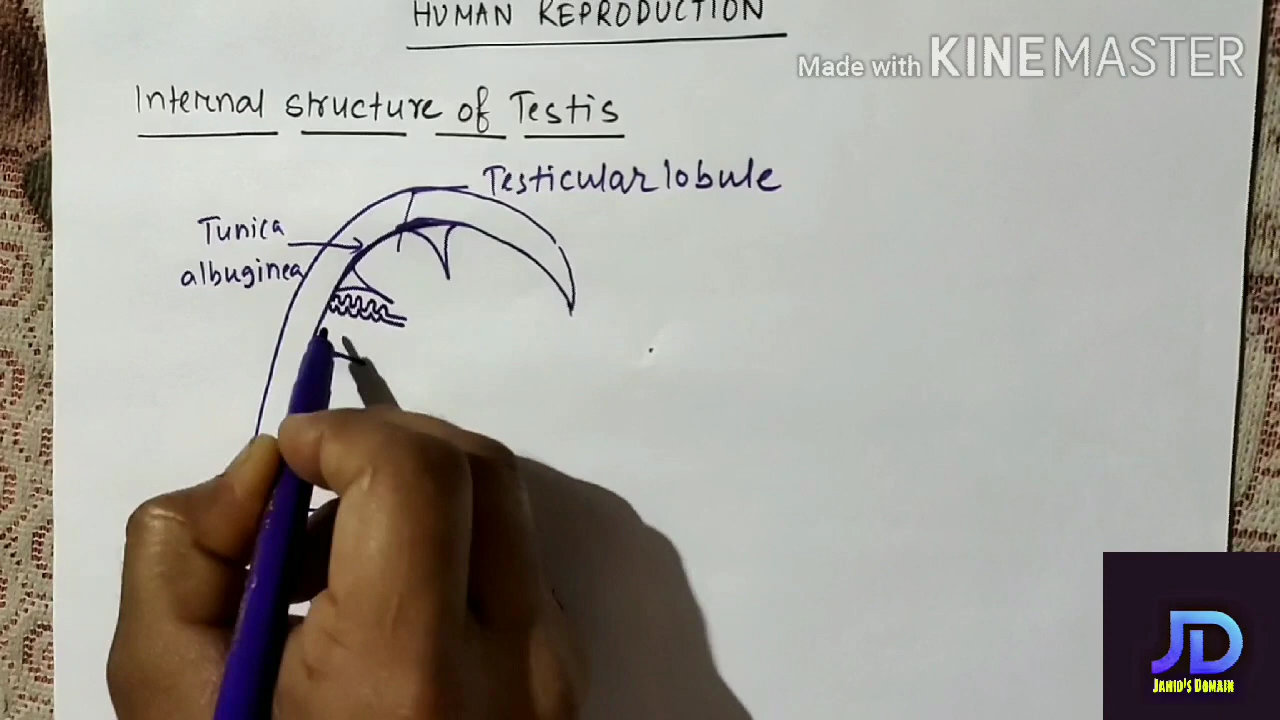 HUMAN REPRODUCTION
Made with KINEMASTER
Internal structure of Testis
Testicular lobule
Tunica
albuginea
JD
JAHID'S DOMAIN